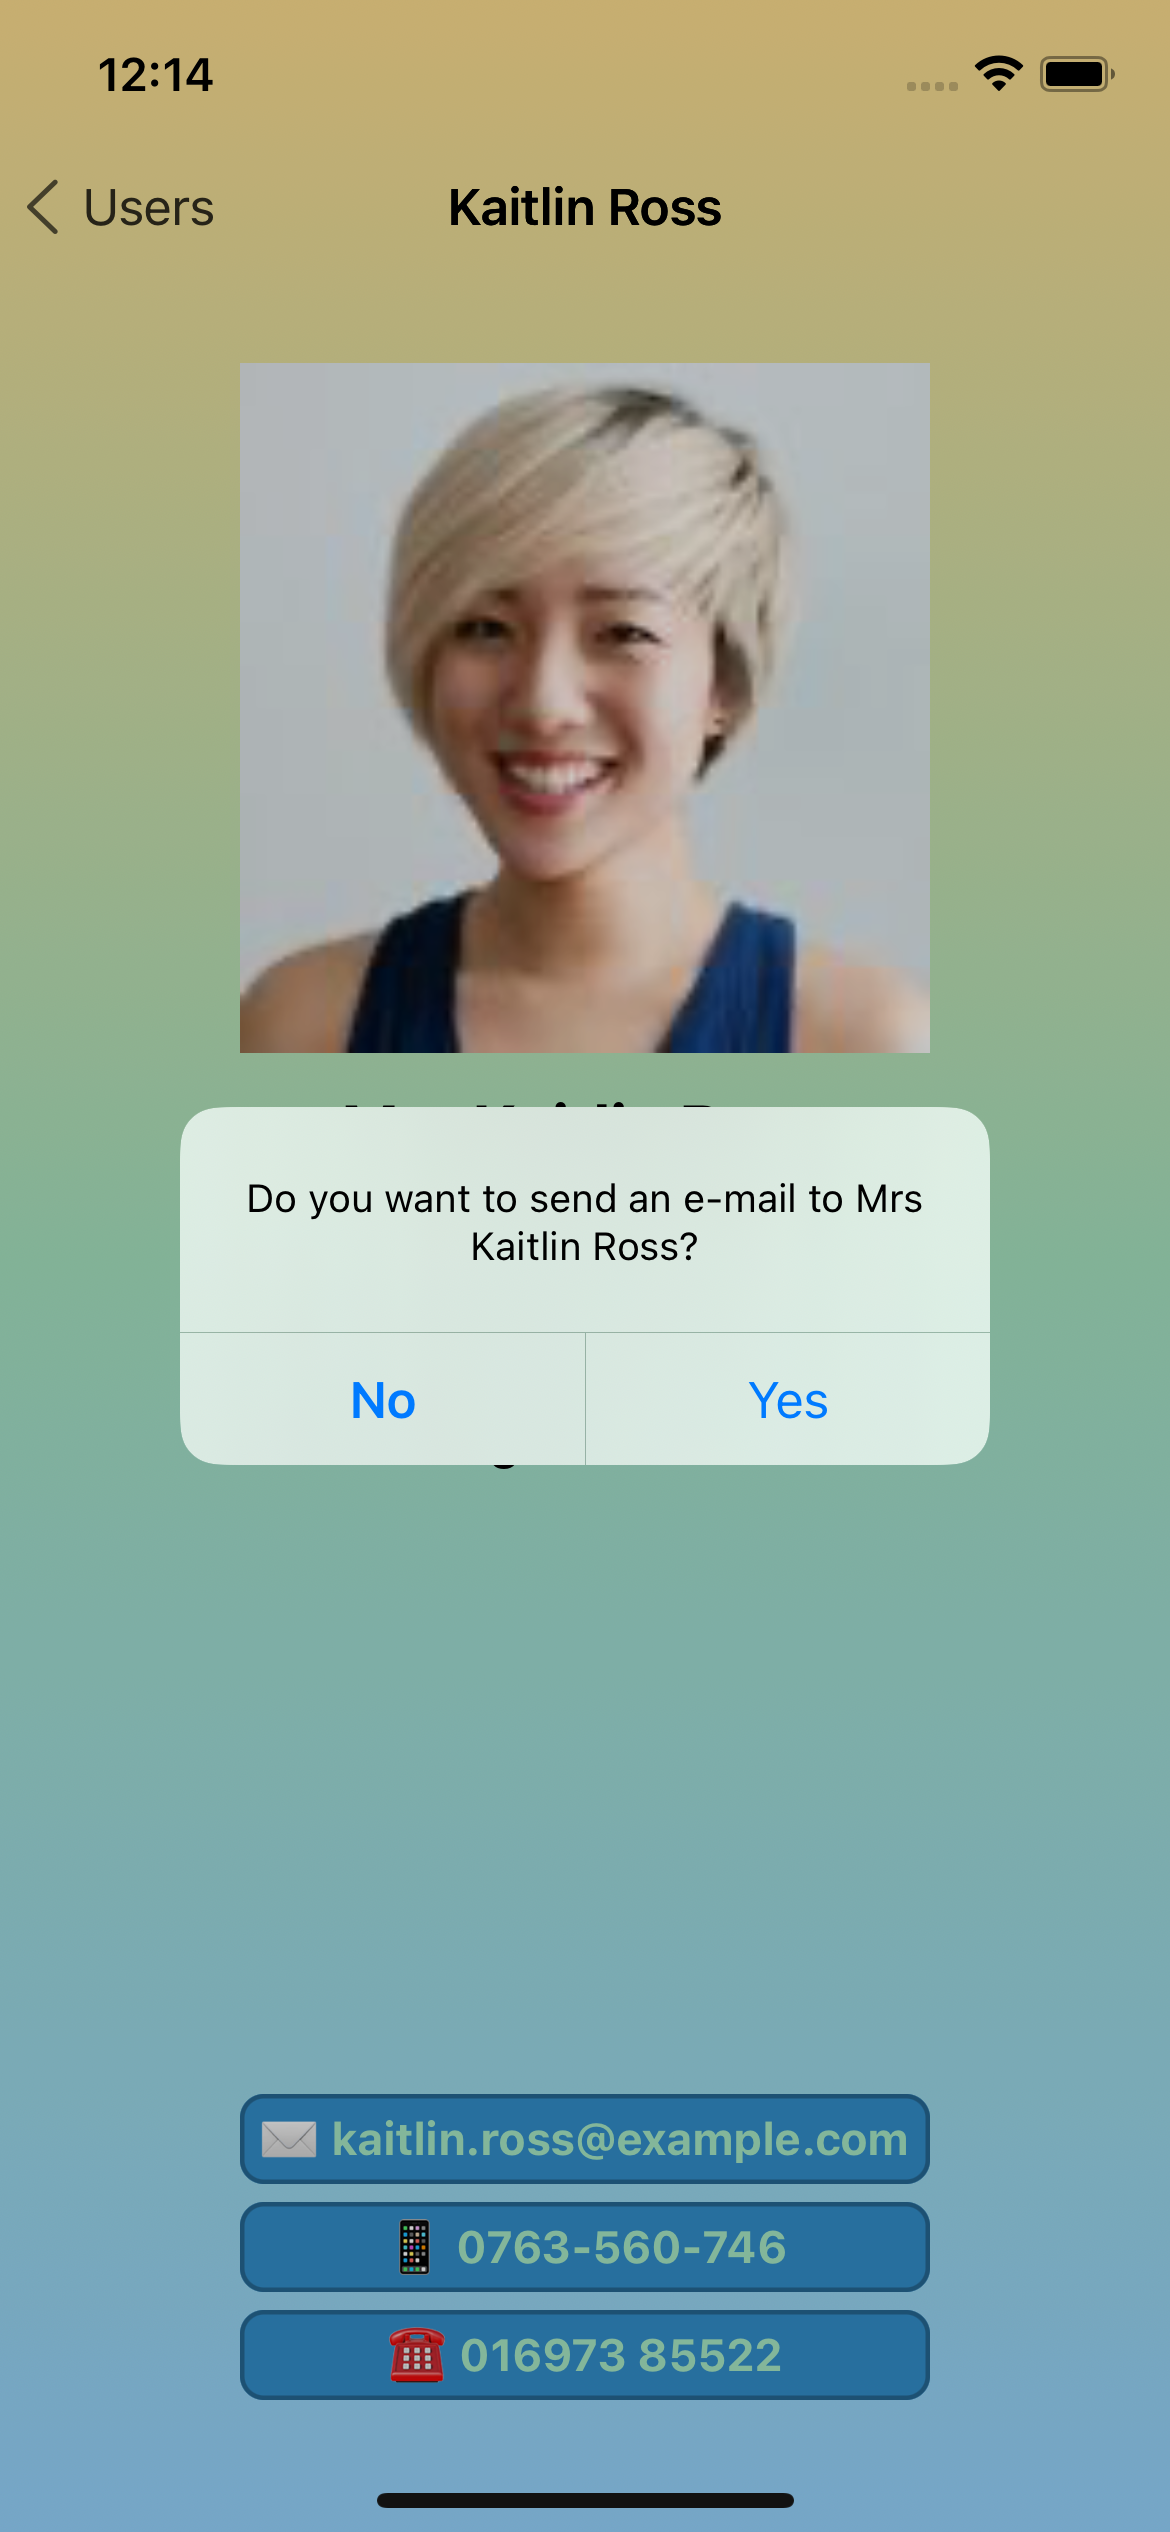 12:14
Users
Kaitlin Ross
Do you want to send an e-mail to Mrs
Kaitlin Ross?
No
Yes
kaitlin.ross@example.com
0763-560-746
016973 85522